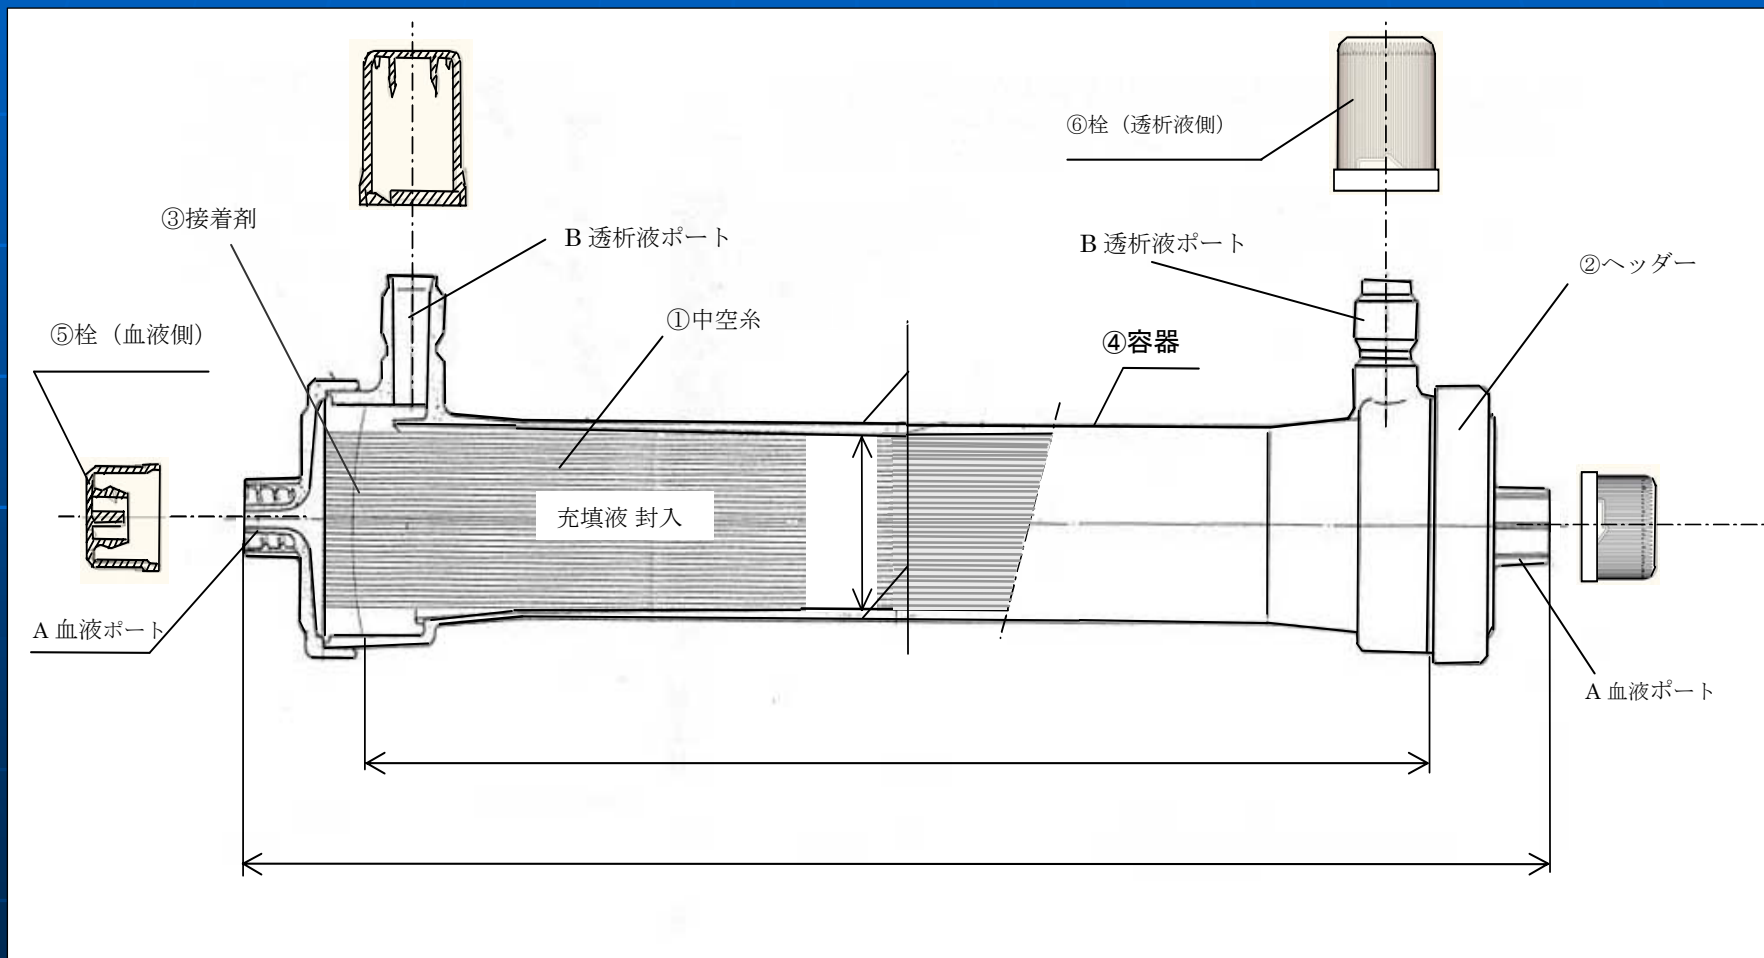 ⑥栓（透析液側）
③接着剤
B 透析液ポート
B 透析液ポート
②ヘッダー
⑤栓（血液側）
①中空糸
④容器
充填液 封入
A 血液ポート
A 血液ポート